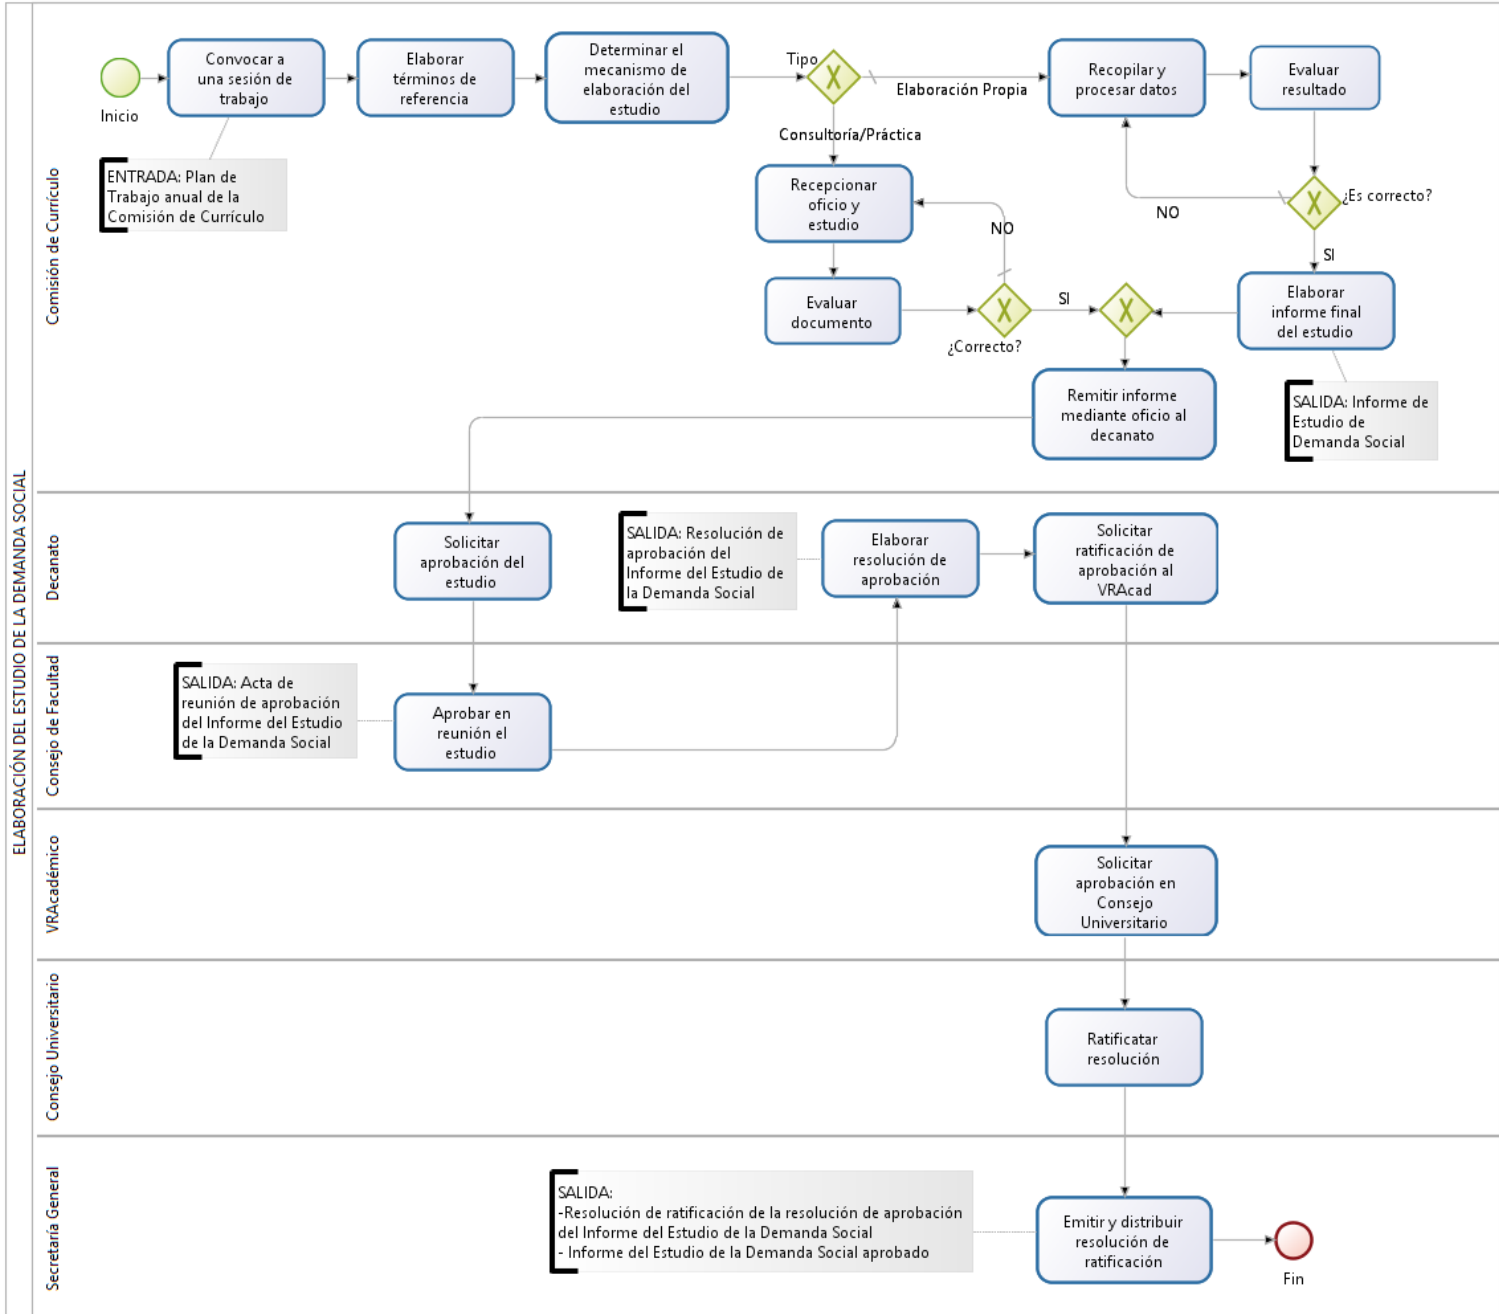 ELABORACIÓN DEL ESTUDIO DE LA DEMANDA SOCIAL
Comisión de Currículo
Inicio
Convocar a
una sesión de
trabajo
ENTRADA: Plan de
Trabajo anual de la
Comisión de Currículo
Elaborar
términos de
referencia
Determinar el
mecanismo de
elaboración del
estudio
Tipo
Elaboración Propia
Consultoría/Práctica
Recopilar y
procesar datos
Evaluar
resultado
¿Es correcto?
NO
SI
Recepcionar
oficio y
estudio
NO
Evaluar
documento
¿Correcto?
SI
Elaborar
informe final
del estudio
SALIDA: Informe de
Estudio de
Demanda Social
Remitir informe
mediante oficio al
decanato
Decanato
Solicitar
aprobación del
estudio
SALIDA: Resolución de
aprobación del
Informe del Estudio de
la Demanda Social
Elaborar
resolución de
aprobación
Solicitar
ratificación de
aprobación al
VRAcad
Consejo de Facultad
SALIDA: Acta de
reunión de aprobación
del Informe del Estudio
de la Demanda Social
Aprobar en
reunión el
estudio
VRAcadémico
Solicitar
aprobación en
Consejo
Universitario
Consejo Universitario
Ratificatar
resolución
Secretaría General
SALIDA:
-Resolución de ratificación de la resolución de aprobación
del Informe del Estudio de la Demanda Social
- Informe del Estudio de la Demanda Social aprobado
Emitir y distribuir
resolución de
ratificación
Fin